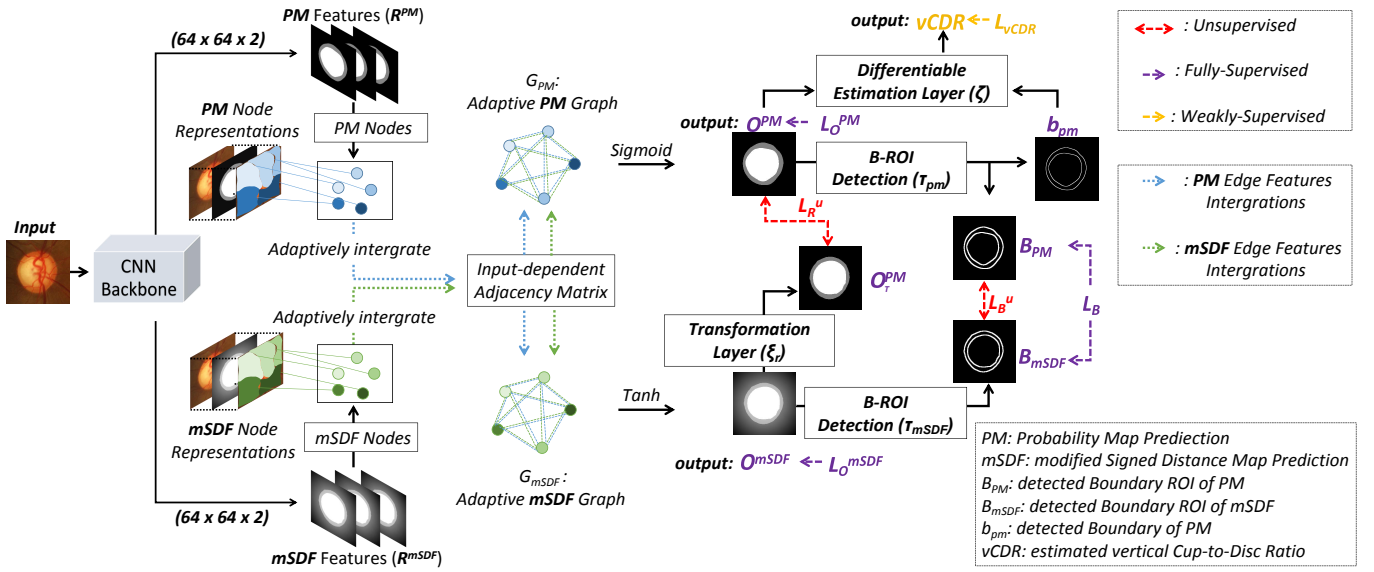 PM Features (R^PM)
(64 x 64 x 2)
PM Node
Representations
PM Nodes
Adaptively intergrate
Input
CNN
Backbone
Adaptively intergrate
mSDF Node
Representations
mSDF Nodes
(64 x 64 x 2)
mSDF Features (R^mSDF)
G_PM:
Adaptive PM Graph
Input-dependent
Adjacency Matrix
G_mSDF:
Adaptive mSDF Graph
Sigmoid
Tanh
output: vCDR L_vCDR
Differentiable
Estimation Layer (ζ)
output: O^PM L_O^PM
b_pm
B-ROI
Detection (τ_pm)
L_R^u
O_τ^PM
Transformation
Layer (ξ_r)
B_PM
L_B^u
L_B
B_mSDF
B-ROI
Detection (τ_mSDF)
output: O^mSDF L_O^mSDF
: Unsupervised
: Fully-Supervised
: Weakly-Supervised
: PM Edge Features
Intergrations
: mSDF Edge Features
Intergrations
PM: Probability Map Prediection
mSDF: modified Signed Distance Map Prediction
B_PM: detected Boundary ROI of PM
B_mSDF: detected Boundary ROI of mSDF
b_pm: detected Boundary of PM
vCDR: estimated vertical Cup-to-Disc Ratio